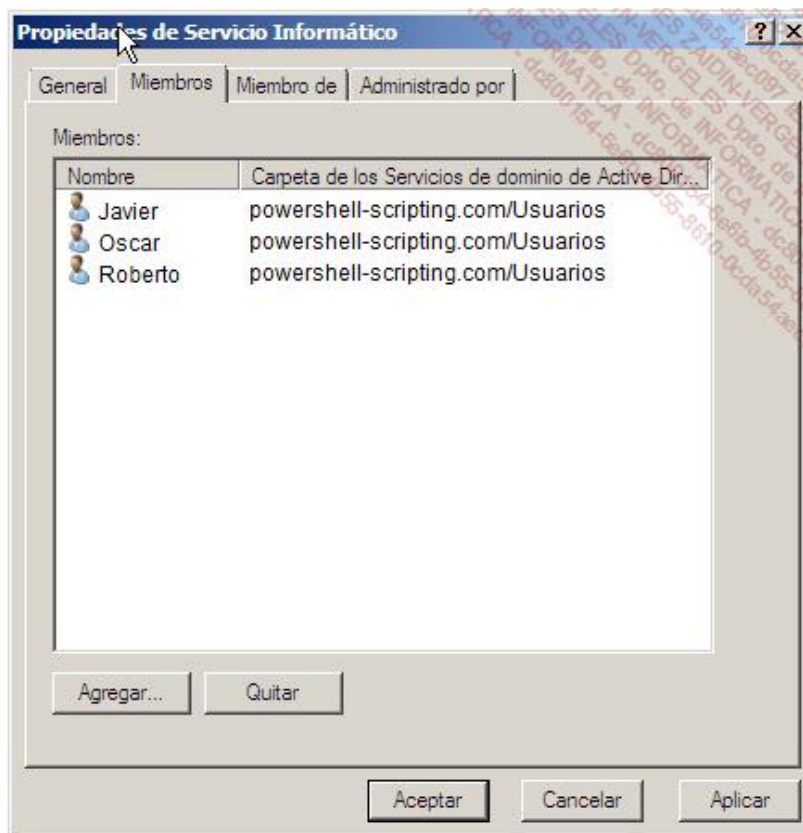 Propiedades de Servicio Informático
General Miembros Miembro de Administrado por
Miembros:
Nombre Carpeta de los Servicios de dominio de Active Dir...
Javier powershell-scripting.com/Usuarios
Oscar powershell-scripting.com/Usuarios
Roberto powershell-scripting.com/Usuarios
Agregar... Quitar
Aceptar Cancelar Aplicar